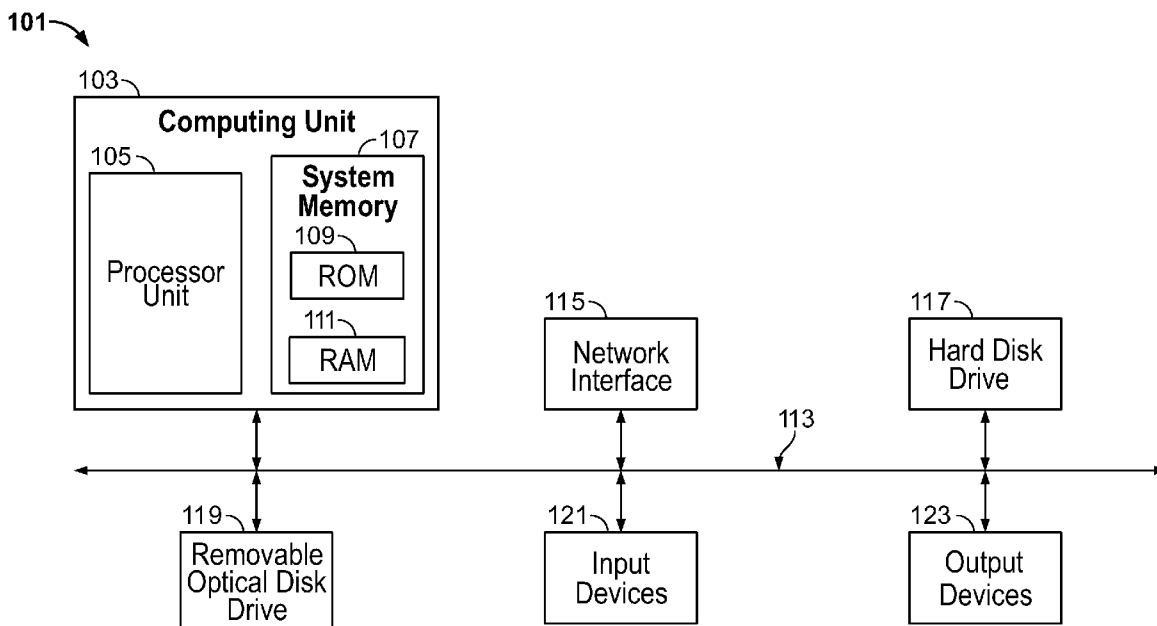 101
103
Computing Unit
105
Processor
Unit
107
System
Memory
109
ROM
111
RAM
115
Network
Interface
117
Hard Disk
Drive
113
119
Removable
Optical Disk
Drive
121
Input
Devices
123
Output
Devices